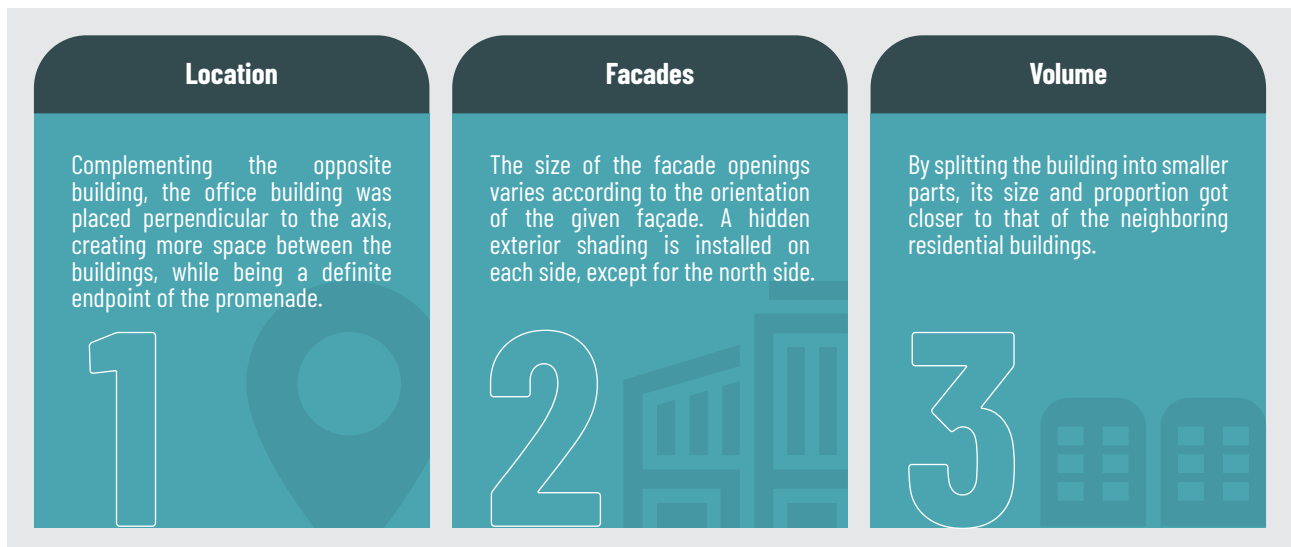 Location
Complementing the opposite
building, the office building was
placed perpendicular to the axis,
creating more space between the
buildings, while being a definite
endpoint of the promenade.
1
Facades
The size of the facade openings
varies according to the orientation
of the given façade. A hidden
exterior shading is installed on
each side, except for the north side.
2
Volume
By splitting the building into smaller
parts, its size and proportion got
closer to that of the neighboring
residential buildings.
3